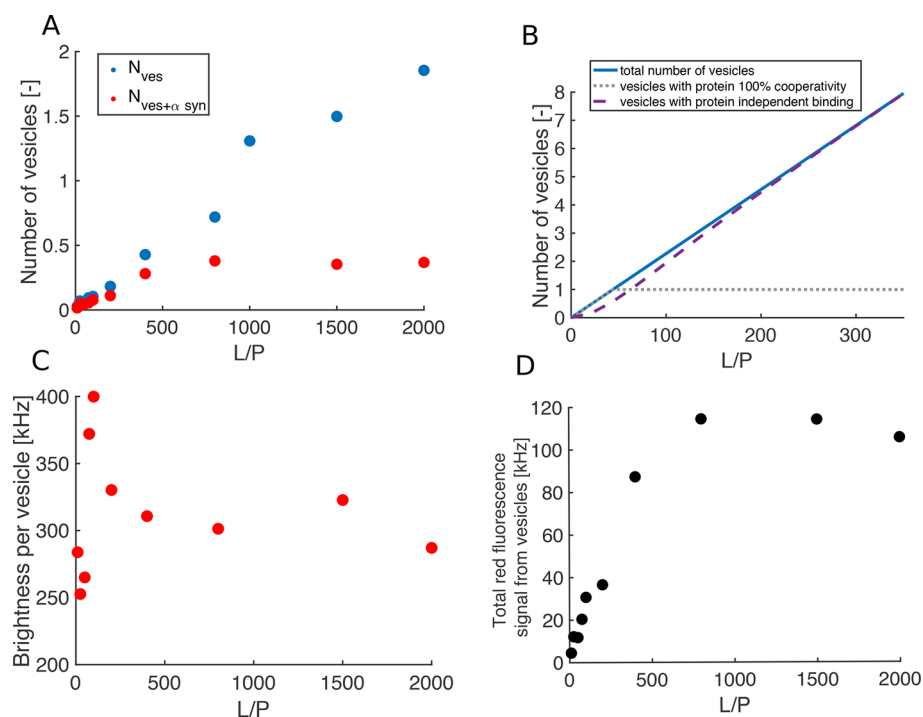 A
Number of vesicles [-]
2
1.5
1
0.5
0
N ves
N ves+α syn
0 500 1000 1500 2000
L/P
B
total number of vesicles
vesicles with protein 100% cooperativity
vesicles with protein independent binding
Number of vesicles [-]
8
7
6
5
4
3
2
1
0
0 100 200 300
L/P
C
Brightness per vesicle [kHz]
400
350
300
250
200
0 500 1000 1500 2000
L/P
D
Total red fluorescence
signal from vesicles [kHz]
120
100
80
60
40
20
0
0 500 1000 1500 2000
L/P